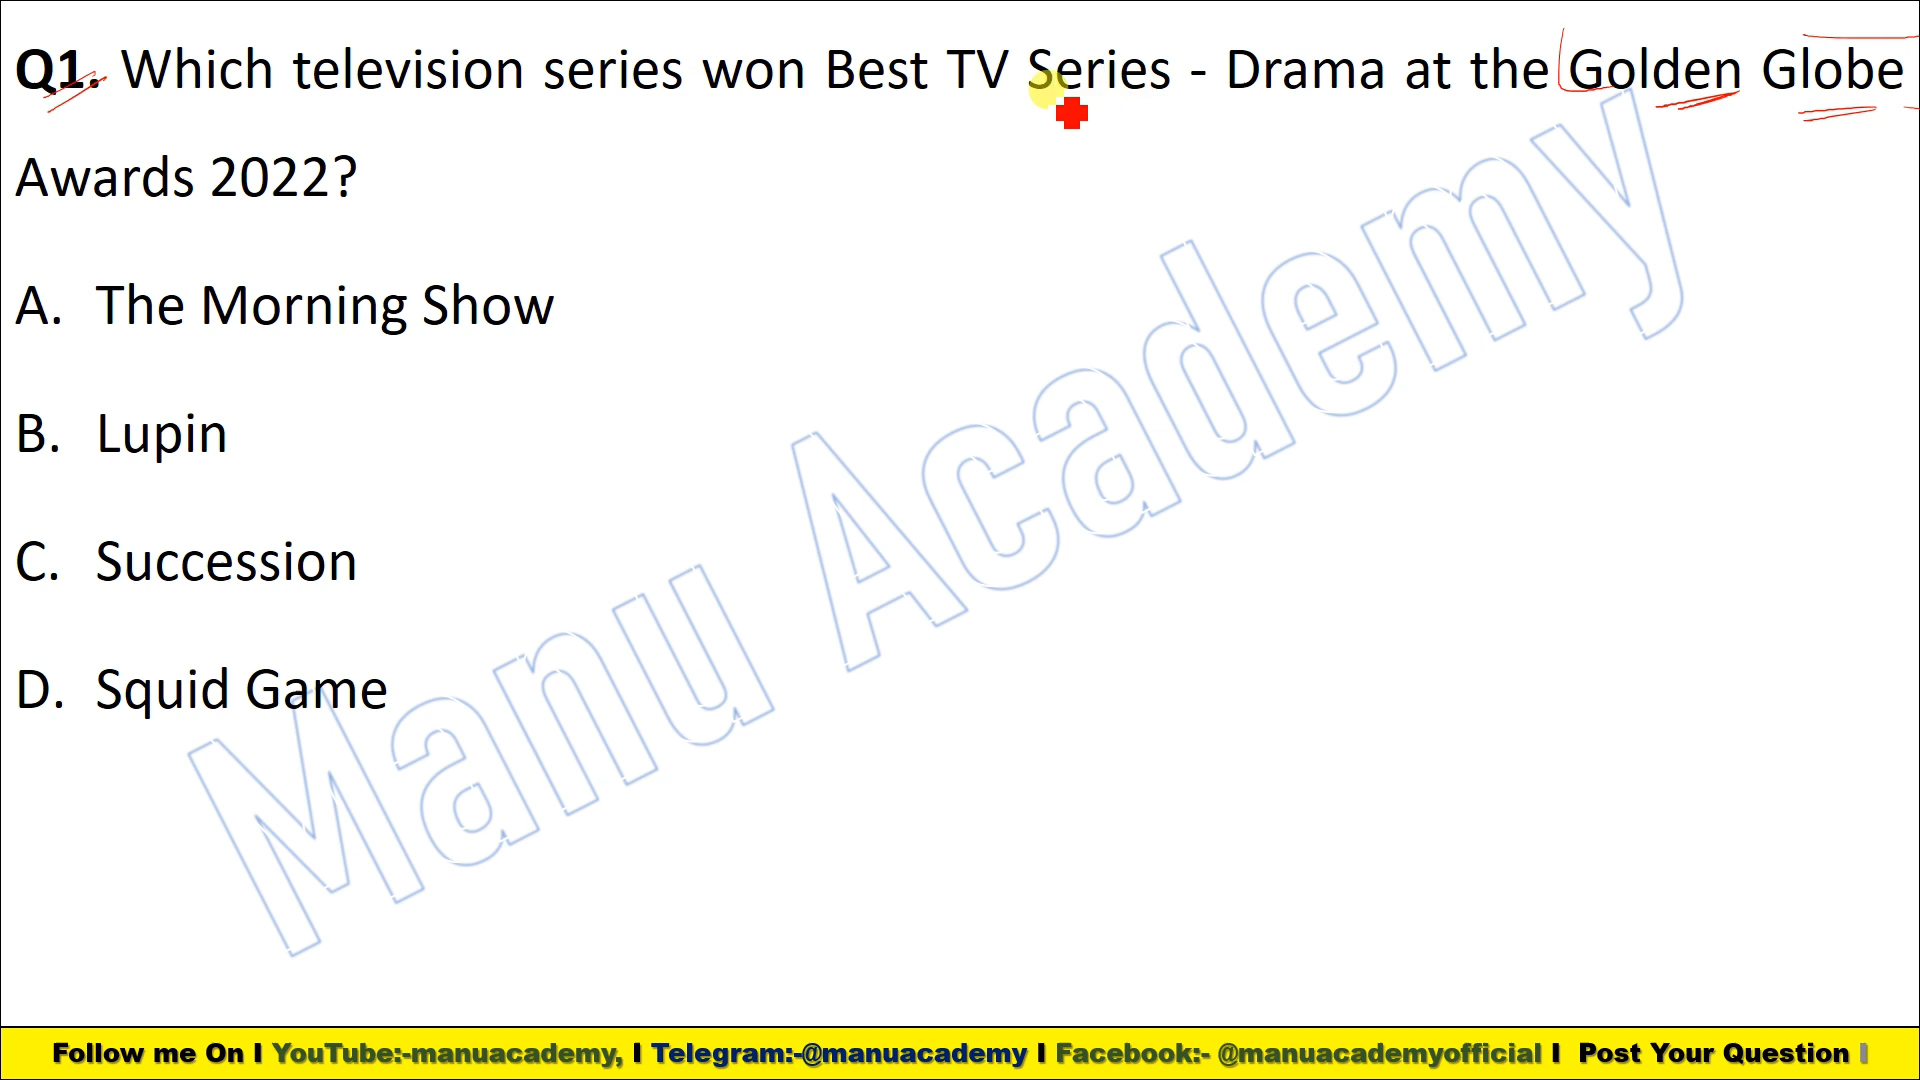 Q1. Which television series won Best TV Series - Drama at the Golden Globe
Awards 2022?
A. The Morning Show
B. Lupin
C. Succession
D. Squid Game
Manu Academy
Follow me On I YouTube:-manuacademy, I Telegram:-@manuacademy I Facebook:- @manuacademyofficial I Post Your Question I